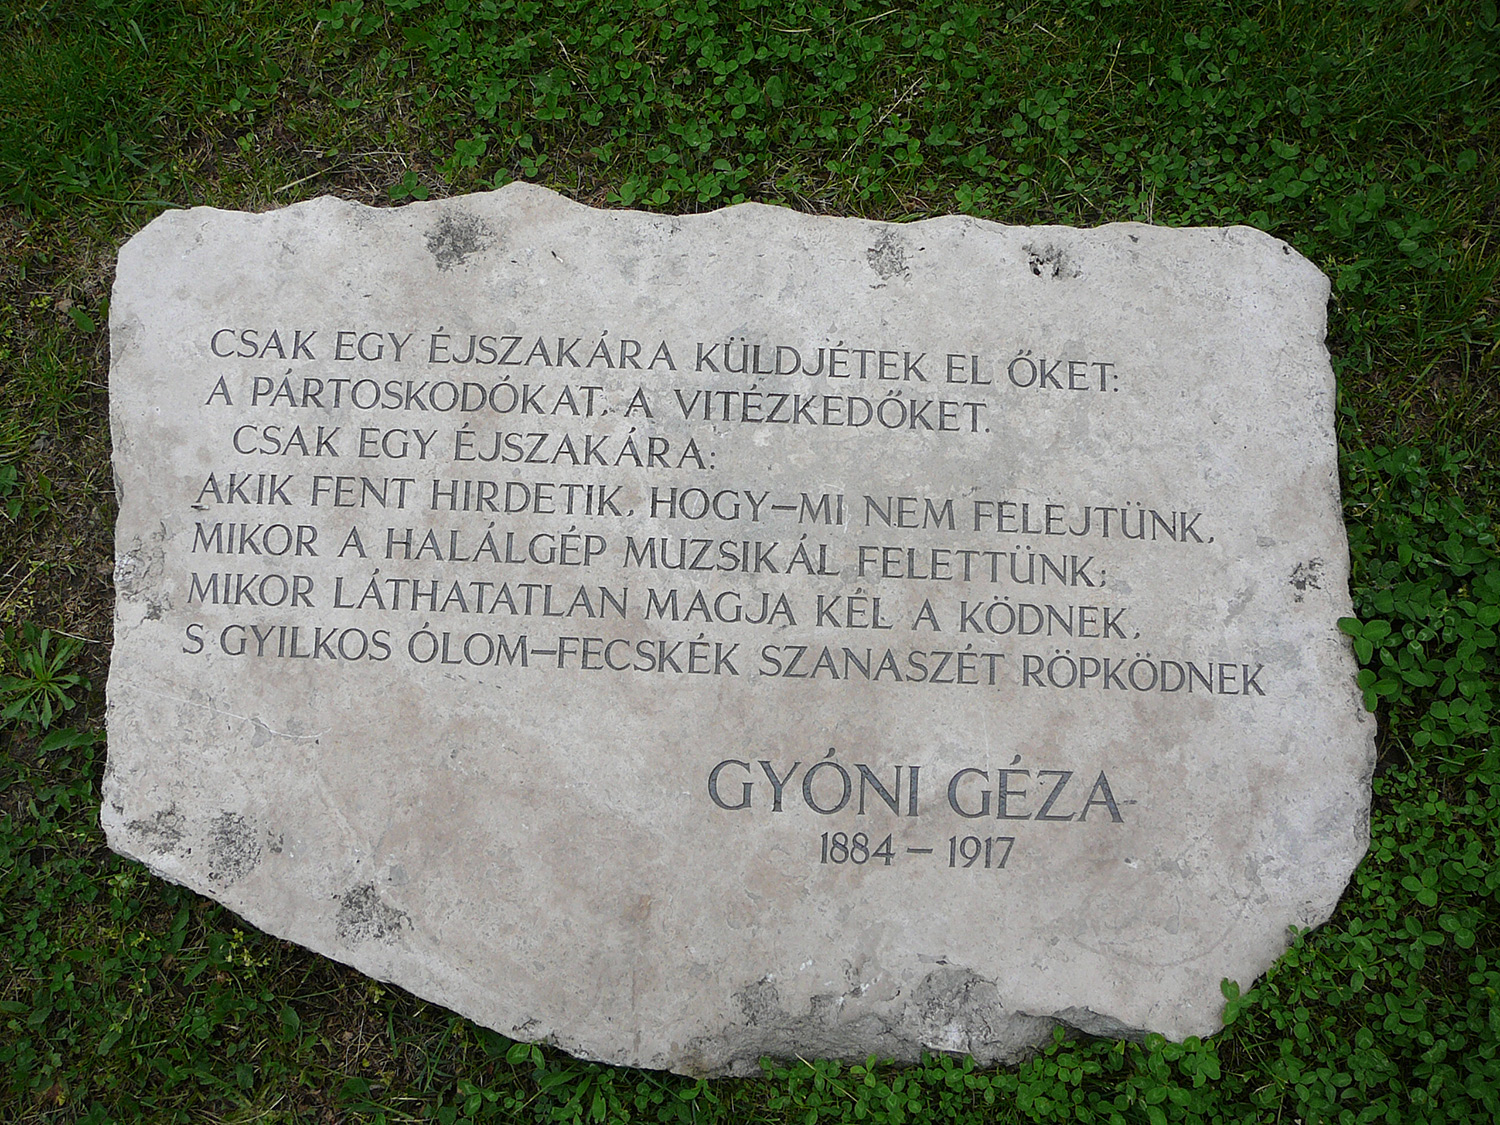 CSAK EGY ÉJSZAKÁRA KÜLDJÉTEK EL ŐKET:
A PÁRTOSKODÓKAT, A VITÉZKEDŐKET.
CSAK EGY ÉJSZAKÁRA:
AKIK FENT HIRDETIK, HOGY–MI NEM FELEJTÜNK,
MIKOR A HALÁLGÉP MUZSIKÁL FELETTÜNK;
MIKOR LÁTHATATLAN MAGJA KÉL A KÖDNEK,
S GYILKOS ÓLOM–FECSKÉK SZANASZÉT RÖPKÖDNEK
GYÓNI GÉZA
1884 – 1917